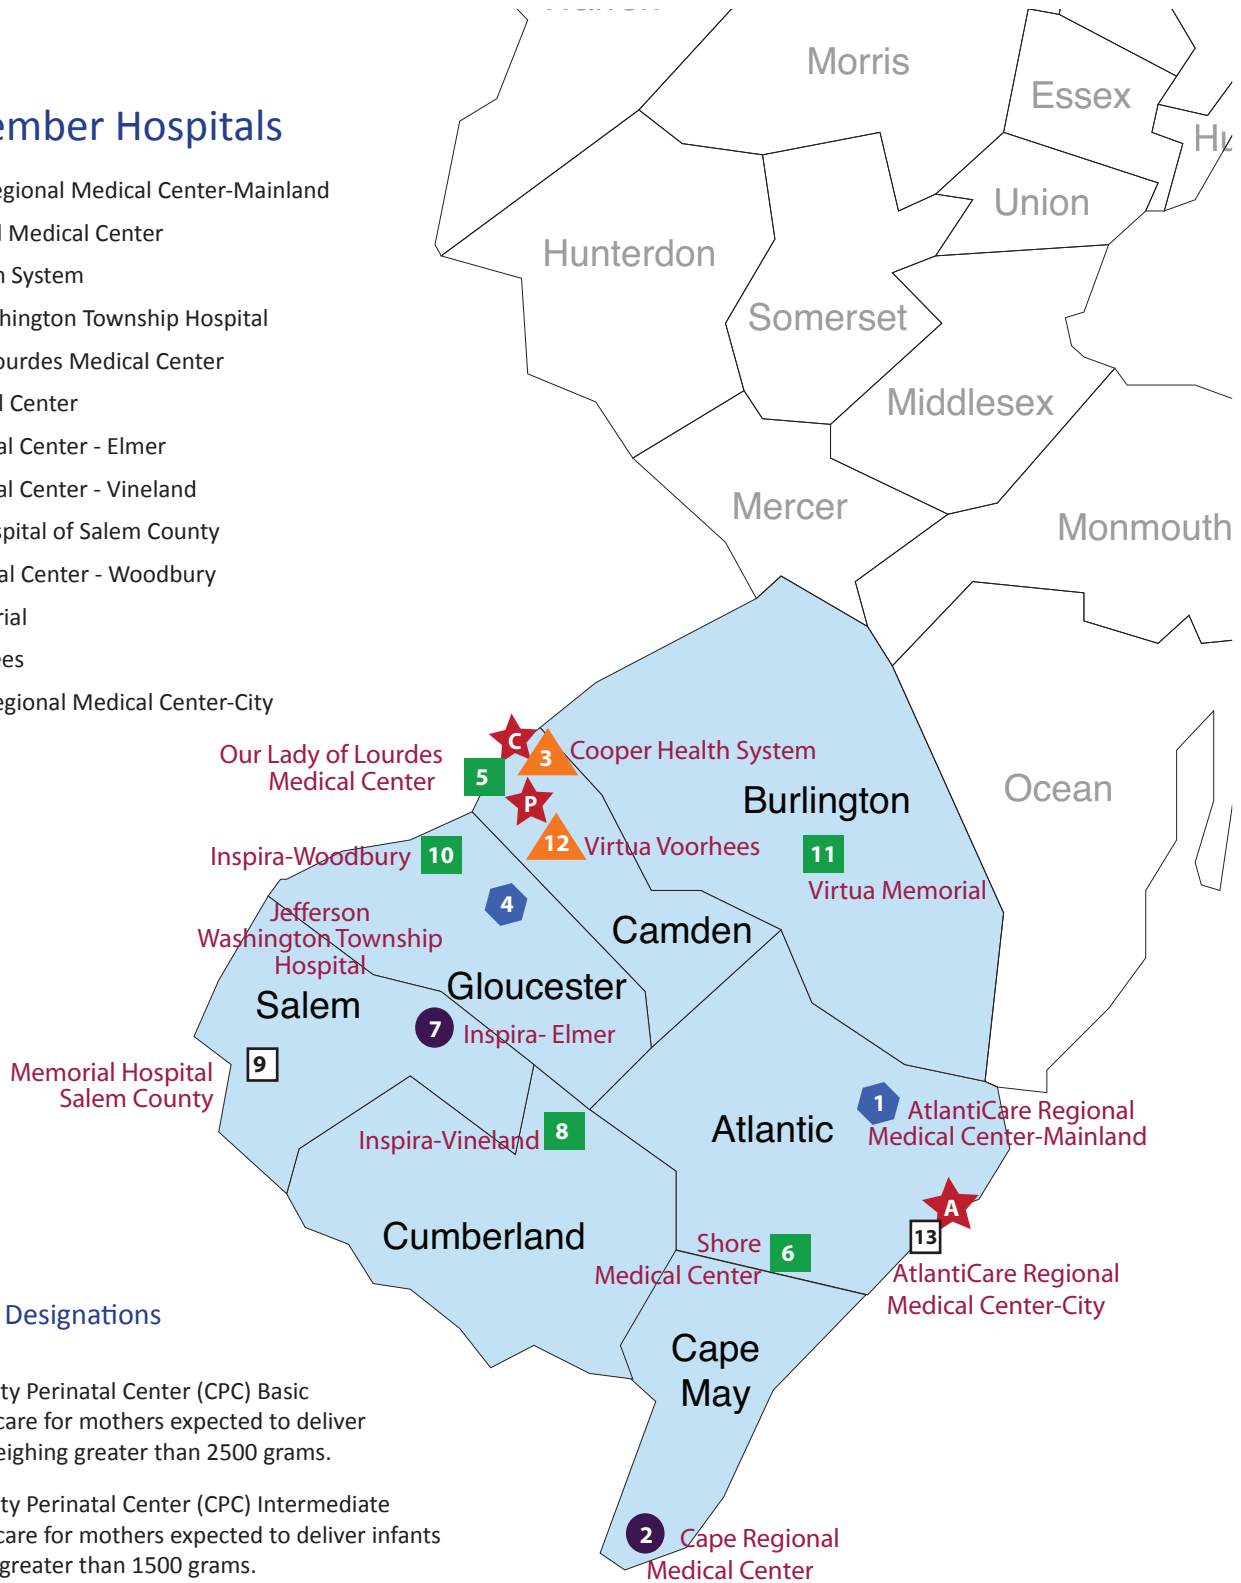 Morris
Essex
Union
Hunterdon
Somerset
Middlesex
Mercer
Monmouth
Ocean
ember Hospitals
egional Medical Center-Mainland
l Medical Center
h System
hington Township Hospital
ourdes Medical Center
l Center
al Center - Elmer
al Center - Vineland
spital of Salem County
al Center - Woodbury
rial
ees
egional Medical Center-City
C
3
Cooper Health System
Our Lady of Lourdes
Medical Center
5
P
12
Virtua Voorhees
Burlington
11
Virtua Memorial
Inspira-Woodbury
10
4
Jefferson
Washington Township
Hospital
Camden
Gloucester
Salem
7
Inspira- Elmer
9
Memorial Hospital
Salem County
Inspira-Vineland
8
Atlantic
1
AtlantiCare Regional
Medical Center-Mainland
A
13
AtlantiCare Regional
Medical Center-City
Cumberland
Shore
Medical Center
6
Cape
May
2
Cape Regional
Medical Center
Designations
ty Perinatal Center (CPC) Basic
care for mothers expected to deliver
eighing greater than 2500 grams.
ty Perinatal Center (CPC) Intermediate
care for mothers expected to deliver infants
greater than 1500 grams.